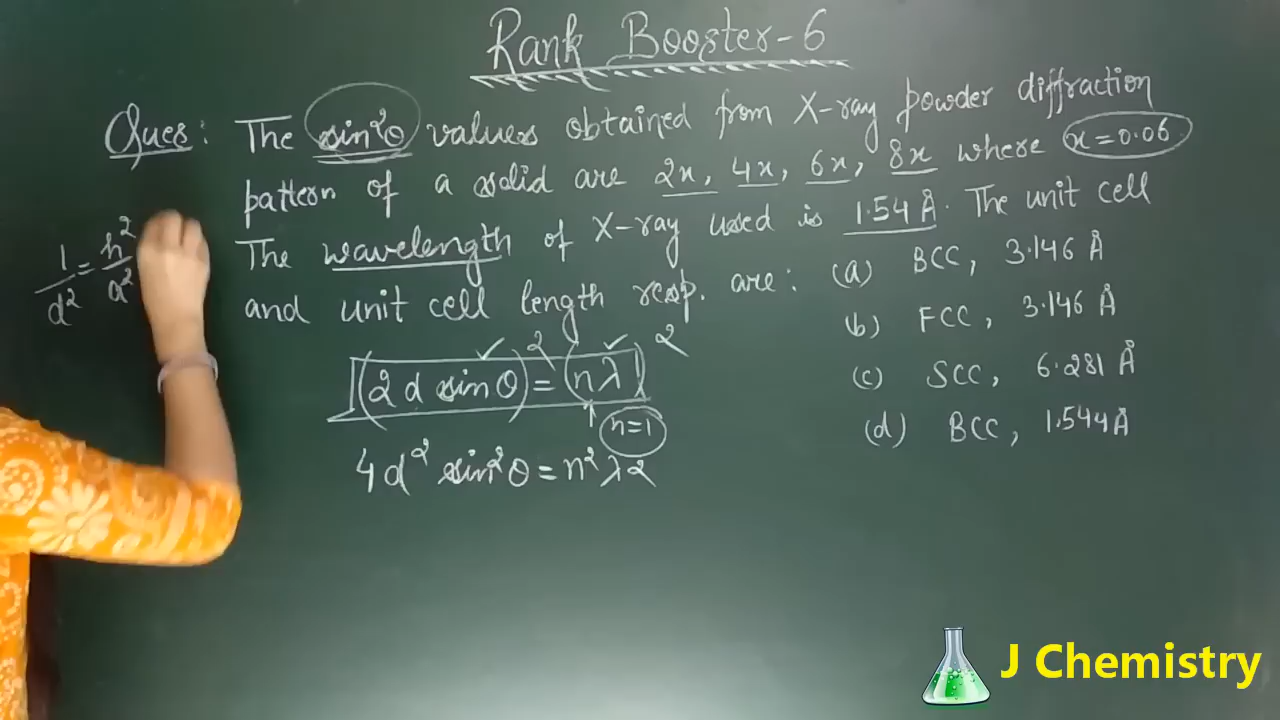 Rank Booster-6
Ques: The sin²θ values obtained from X-ray powder diffraction
pattern of a solid are 2x, 4x, 6x, 8x where x=0.06.
The wavelength of X-ray used is 1.54 Å. The unit cell
and unit cell length resp. are:
(a) BCC, 3.146 Å
(b) FCC, 3.146 Å
(c) SCC, 6.281 Å
(d) BCC, 1.544 Å
1/d² = h²/a²
(2 d sinθ)² = (nλ)²
n=1
4d² sin²θ = n²λ²
J Chemistry